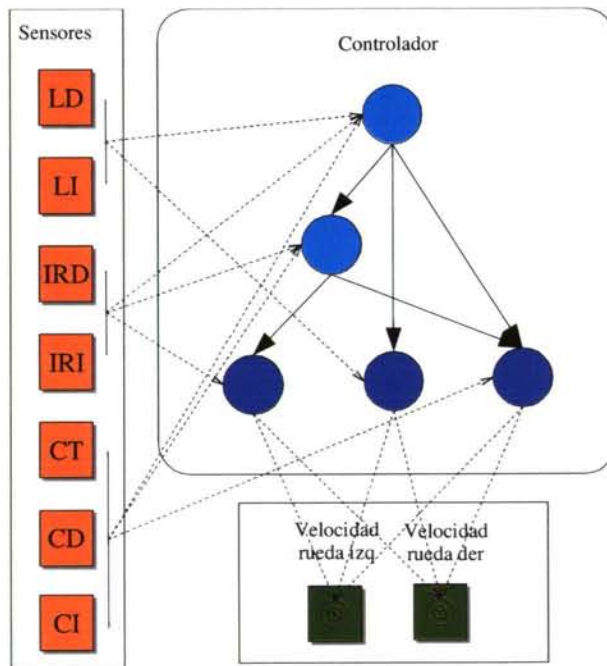 Sensores
Controlador
LD
LI
IRD
IRI
CT
CD
CI
Velocidad
rueda izq
Velocidad
rueda der